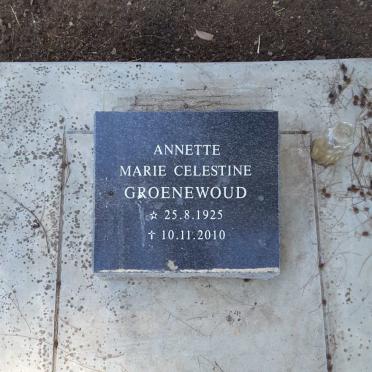 ANNETTE
MARIE CELESTINE
GROENEWOUD
☆ 25.8.1925
✝ 10.11.2010